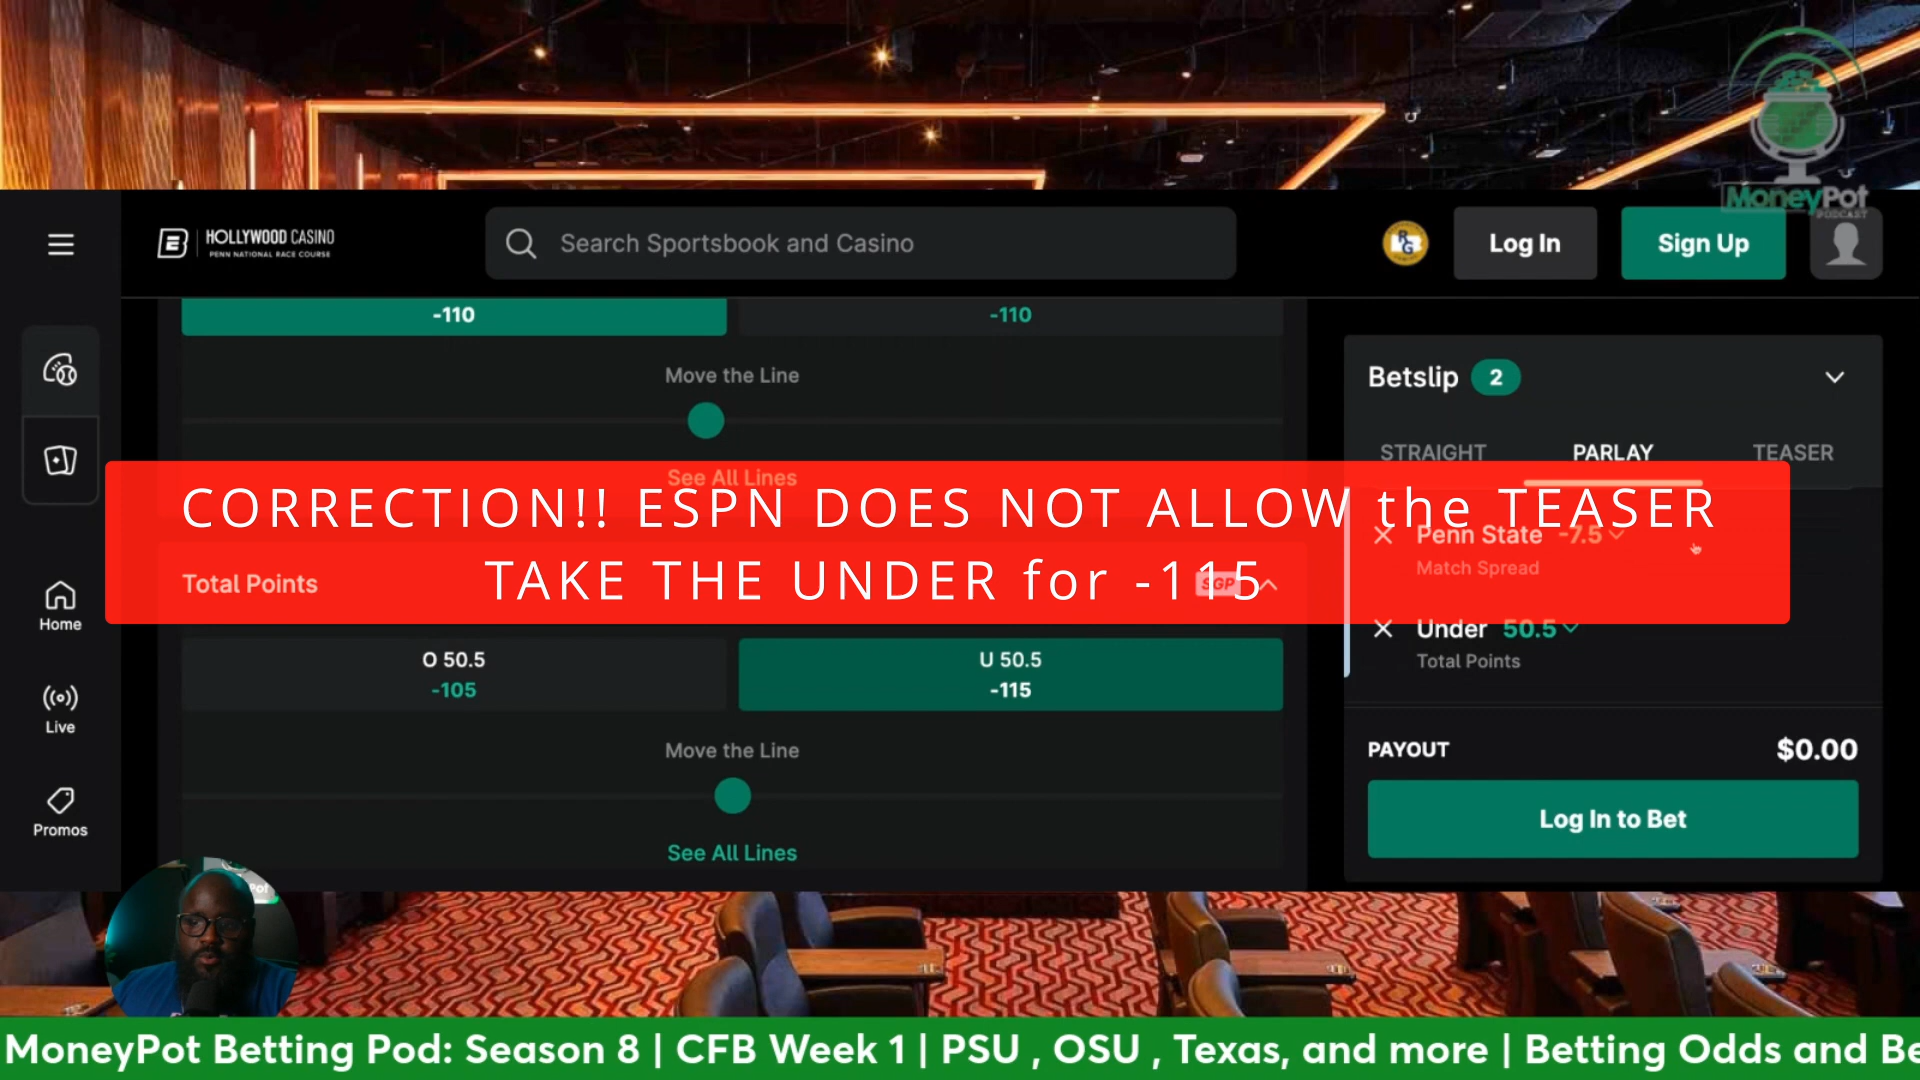 MoneyPot
PODCAST
HOLLYWOOD CASINO
PENN NATIONAL RACE COURSE
Search Sportsbook and Casino
RG
Log In
Sign Up
-110
-110
Move the Line
See All Lines
Betslip 2
STRAIGHT PARLAY TEASER
CORRECTION!! ESPN DOES NOT ALLOW the TEASER
TAKE THE UNDER for -115
Penn State -7.5
Match Spread
Total Points
SGP
Under 50.5
Total Points
O 50.5
-105
U 50.5
-115
Move the Line
See All Lines
PAYOUT $0.00
Log In to Bet
Home
Live
Promos
Pot
MoneyPot Betting Pod: Season 8 | CFB Week 1 | PSU , OSU , Texas, and more | Betting Odds and Be